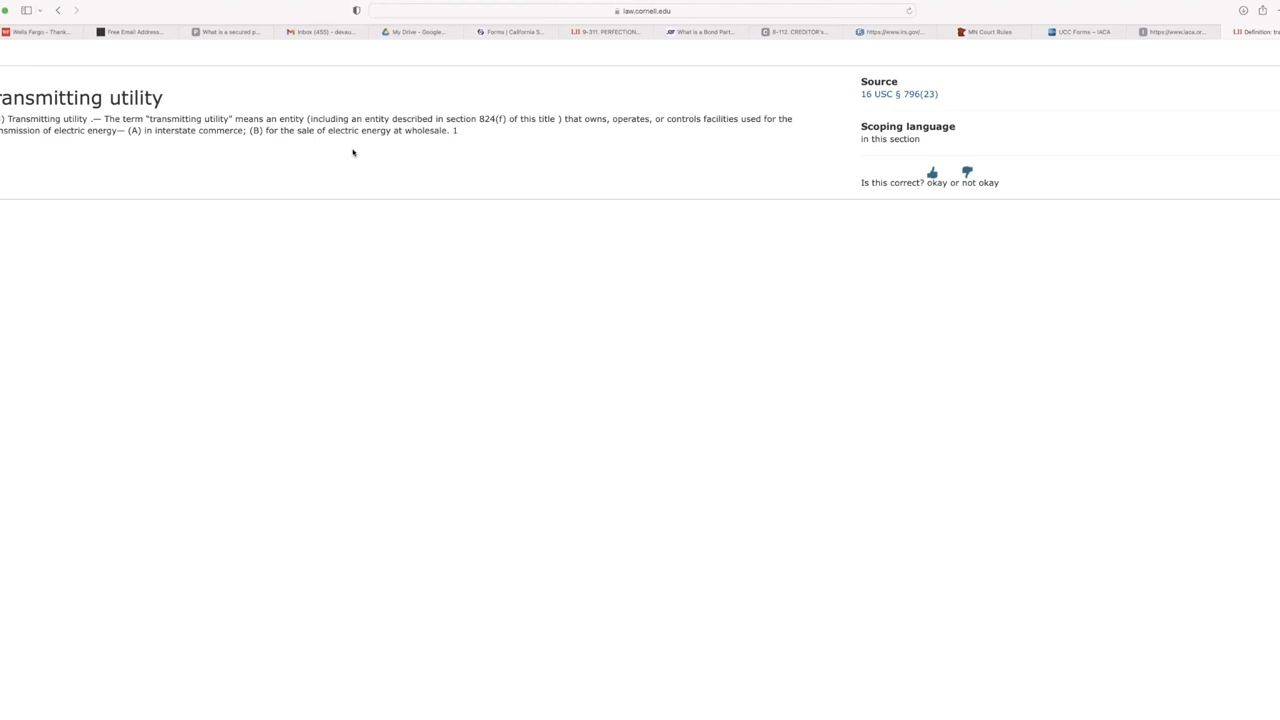 law.cornell.edu
Wells Fargo – Thank...
Free Email Address...
What is a secured p...
Inbox (455) – devau...
My Drive – Google...
Forms | California S...
9-311. PERFECTION...
What is a Bond Part...
8-112. CREDITOR's...
https://www.irs.gov/...
MN Court Rules
UCC Forms – IACA
https://www.iaca.or...
Definition: tra
ransmitting utility
) Transmitting utility .— The term “transmitting utility” means an entity (including an entity described in section 824(f) of this title ) that owns, operates, or controls facilities used for the
nsmission of electric energy— (A) in interstate commerce; (B) for the sale of electric energy at wholesale. 1
Source
16 USC § 796(23)
Scoping language
in this section
Is this correct? okay or not okay